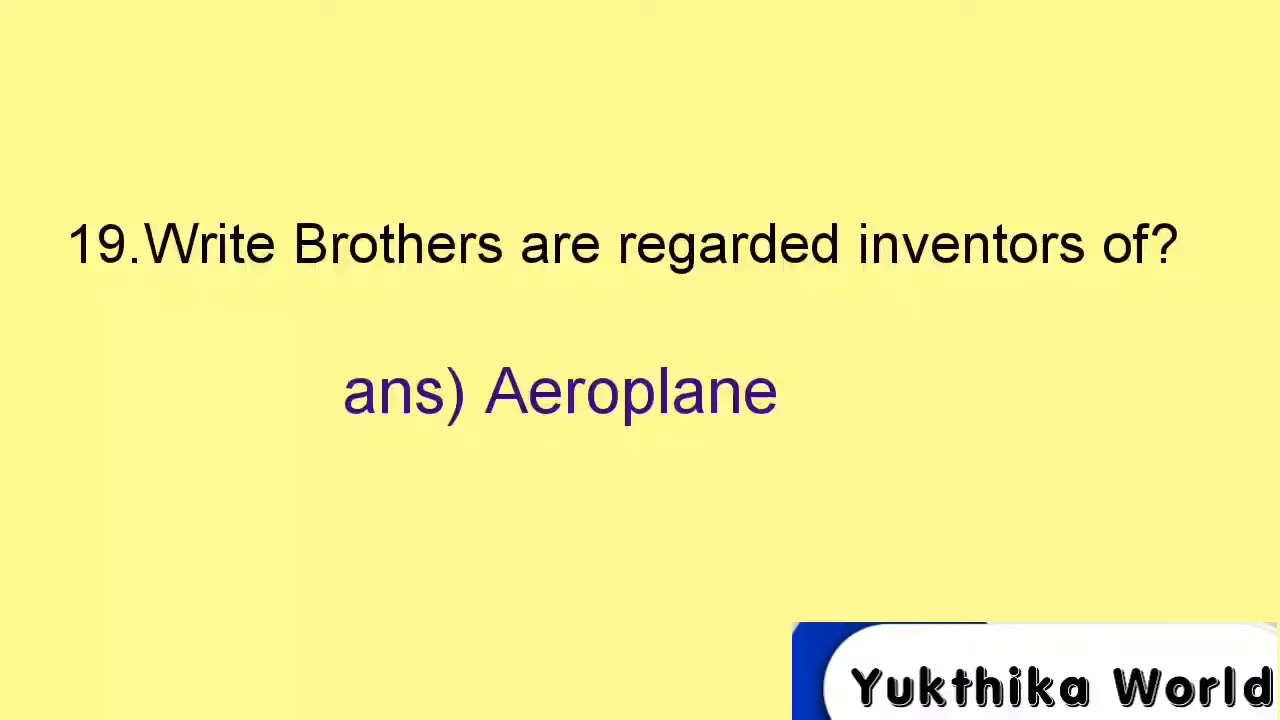 19.Write Brothers are regarded inventors of?
ans) Aeroplane
Yukthika World